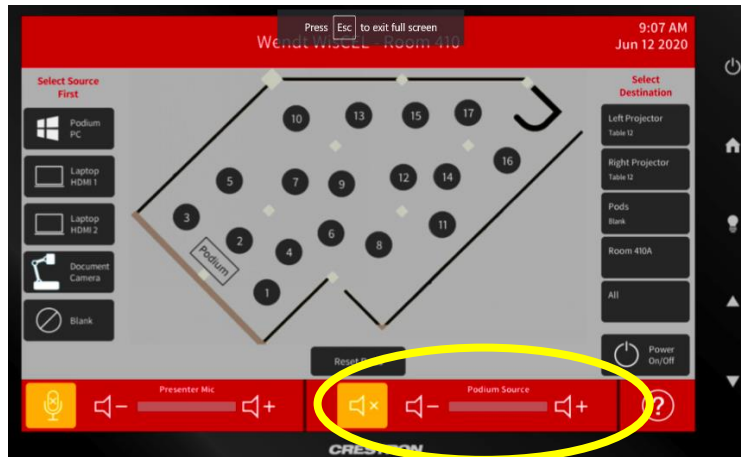 Press Esc to exit full screen
Wendt WisCEL - Room 410
9:07 AM
Jun 12 2020
Select Source
First
Podium
PC
Laptop
HDMI 1
Laptop
HDMI 2
Document
Camera
Blank
10
13
15
17
5
7
9
12
14
16
3
2
4
6
8
11
1
Podium
Select
Destination
Left Projector
Table 12
Right Projector
Table 12
Pods
Blank
Room 410A
All
Power
On/Off
Reset
Presenter Mic
Podium Source
?
CRESTRON